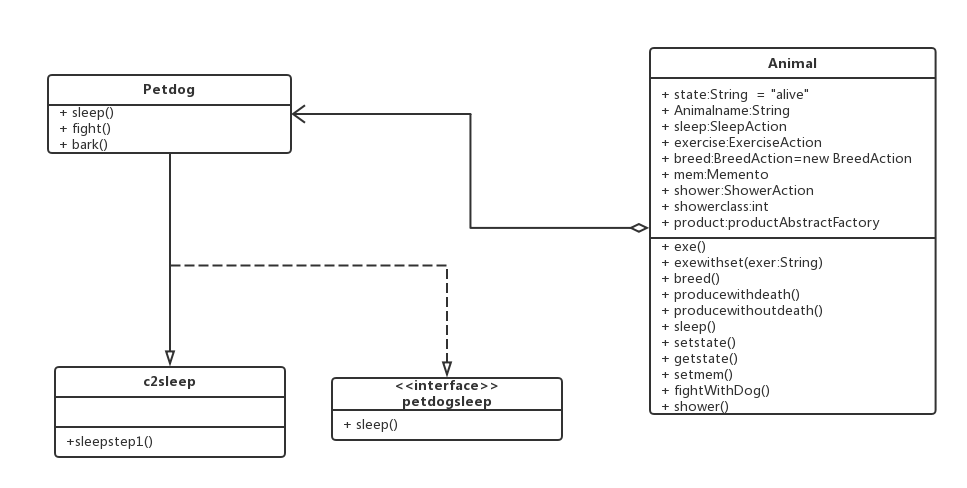 Petdog
+ sleep()
+ fight()
+ bark()
Animal
+ state:String  = "alive"
+ Animalname:String
+ sleep:SleepAction
+ exercise:ExerciseAction
+ breed:BreedAction=new BreedAction
+ mem:Memento
+ shower:ShowerAction
+ showerclass:int
+ product:productAbstractFactory
+ exe()
+ exewithset(exer:String)
+ breed()
+ producewithdeath()
+ producewithoutdeath()
+ sleep()
+ setstate()
+ getstate()
+ setmem()
+ fightWithDog()
+ shower()
c2sleep
+sleepstep1()
<<interface>>
petdogsleep
+ sleep()